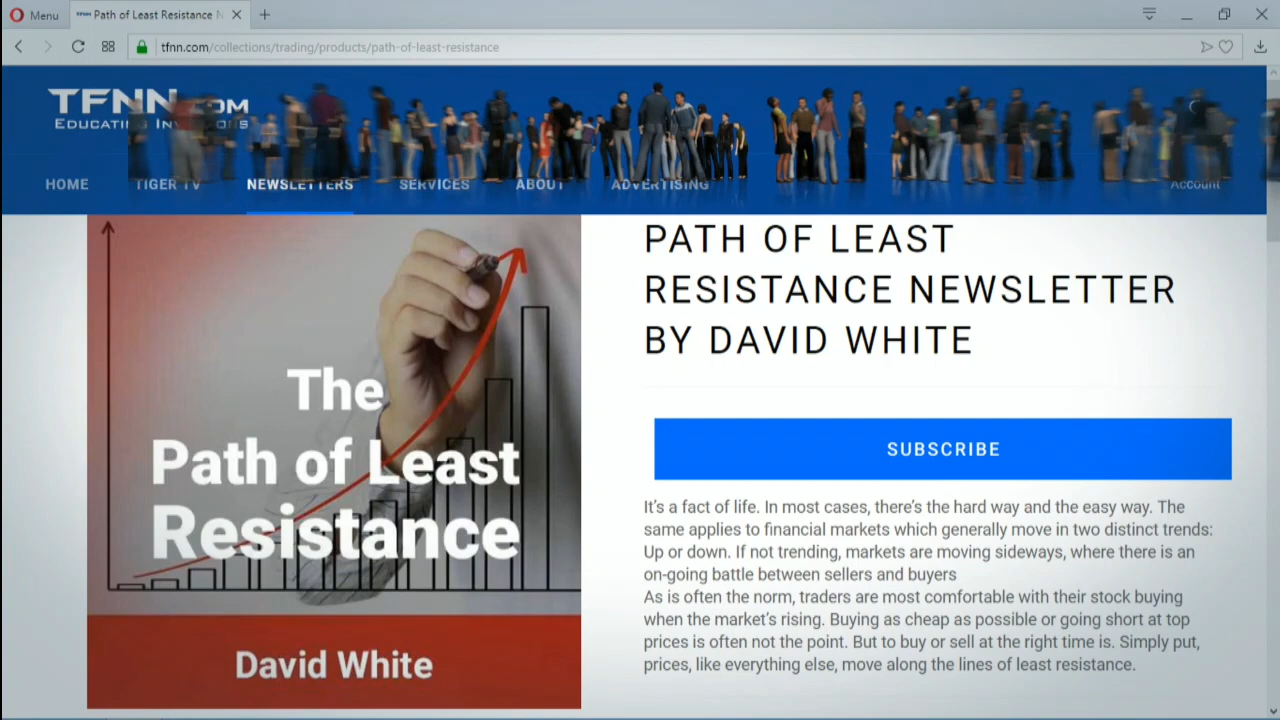 Menu
Path of Least Resistance N
tfnn.com/collections/trading/products/path-of-least-resistance
TFNN.COM
EDUCATING INVESTORS
HOME TIGER TV NEWSLETTERS SERVICES ABOUT ADVERTISING Account
The
Path of Least
Resistance
David White
PATH OF LEAST
RESISTANCE NEWSLETTER
BY DAVID WHITE
SUBSCRIBE
It's a fact of life. In most cases, there's the hard way and the easy way. The
same applies to financial markets which generally move in two distinct trends:
Up or down. If not trending, markets are moving sideways, where there is an
on-going battle between sellers and buyers
As is often the norm, traders are most comfortable with their stock buying
when the market's rising. Buying as cheap as possible or going short at top
prices is often not the point. But to buy or sell at the right time is. Simply put,
prices, like everything else, move along the lines of least resistance.